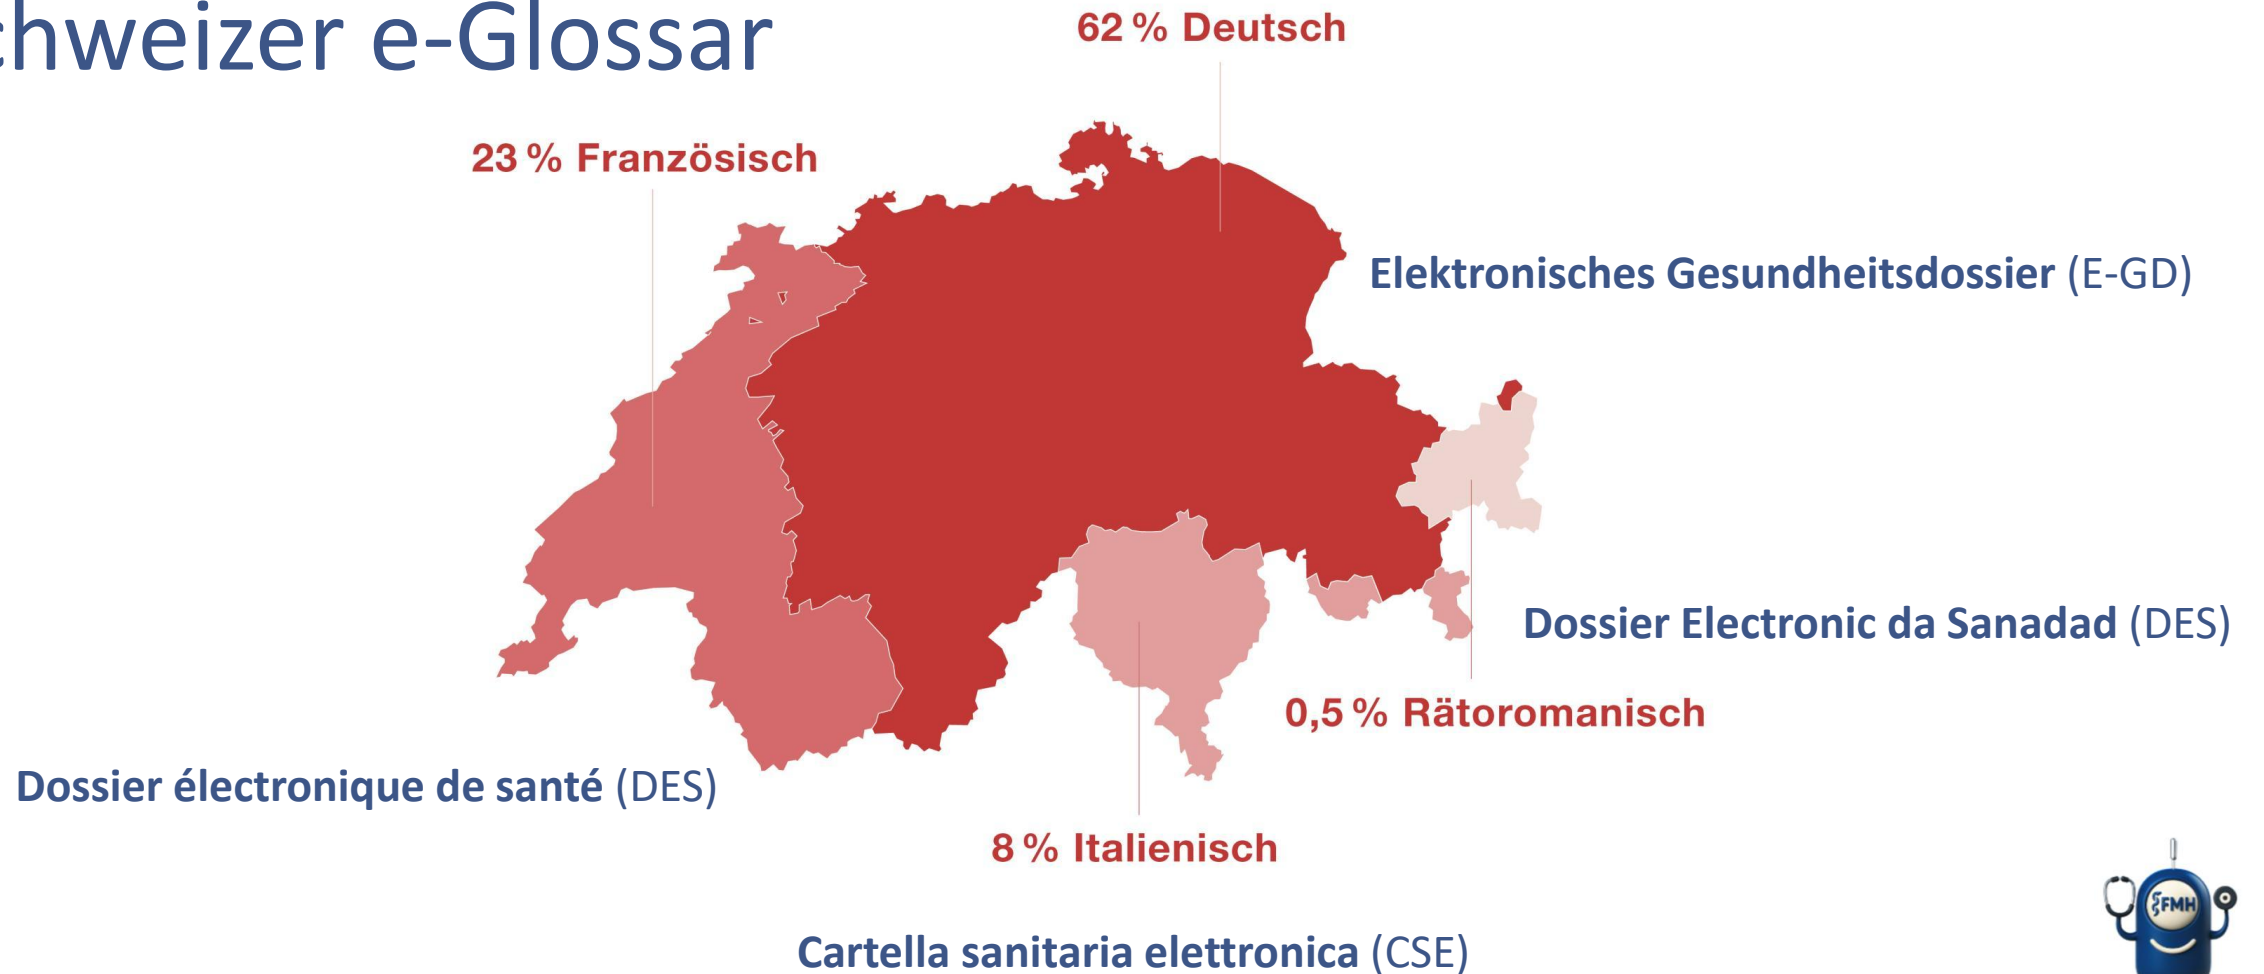 chweizer e-Glossar
62 % Deutsch
23 % Französisch
Elektronisches Gesundheitsdossier (E-GD)
Dossier Electronic da Sanadad (DES)
0,5 % Rätoromanisch
Dossier électronique de santé (DES)
8 % Italienisch
FMH
Cartella sanitaria elettronica (CSE)